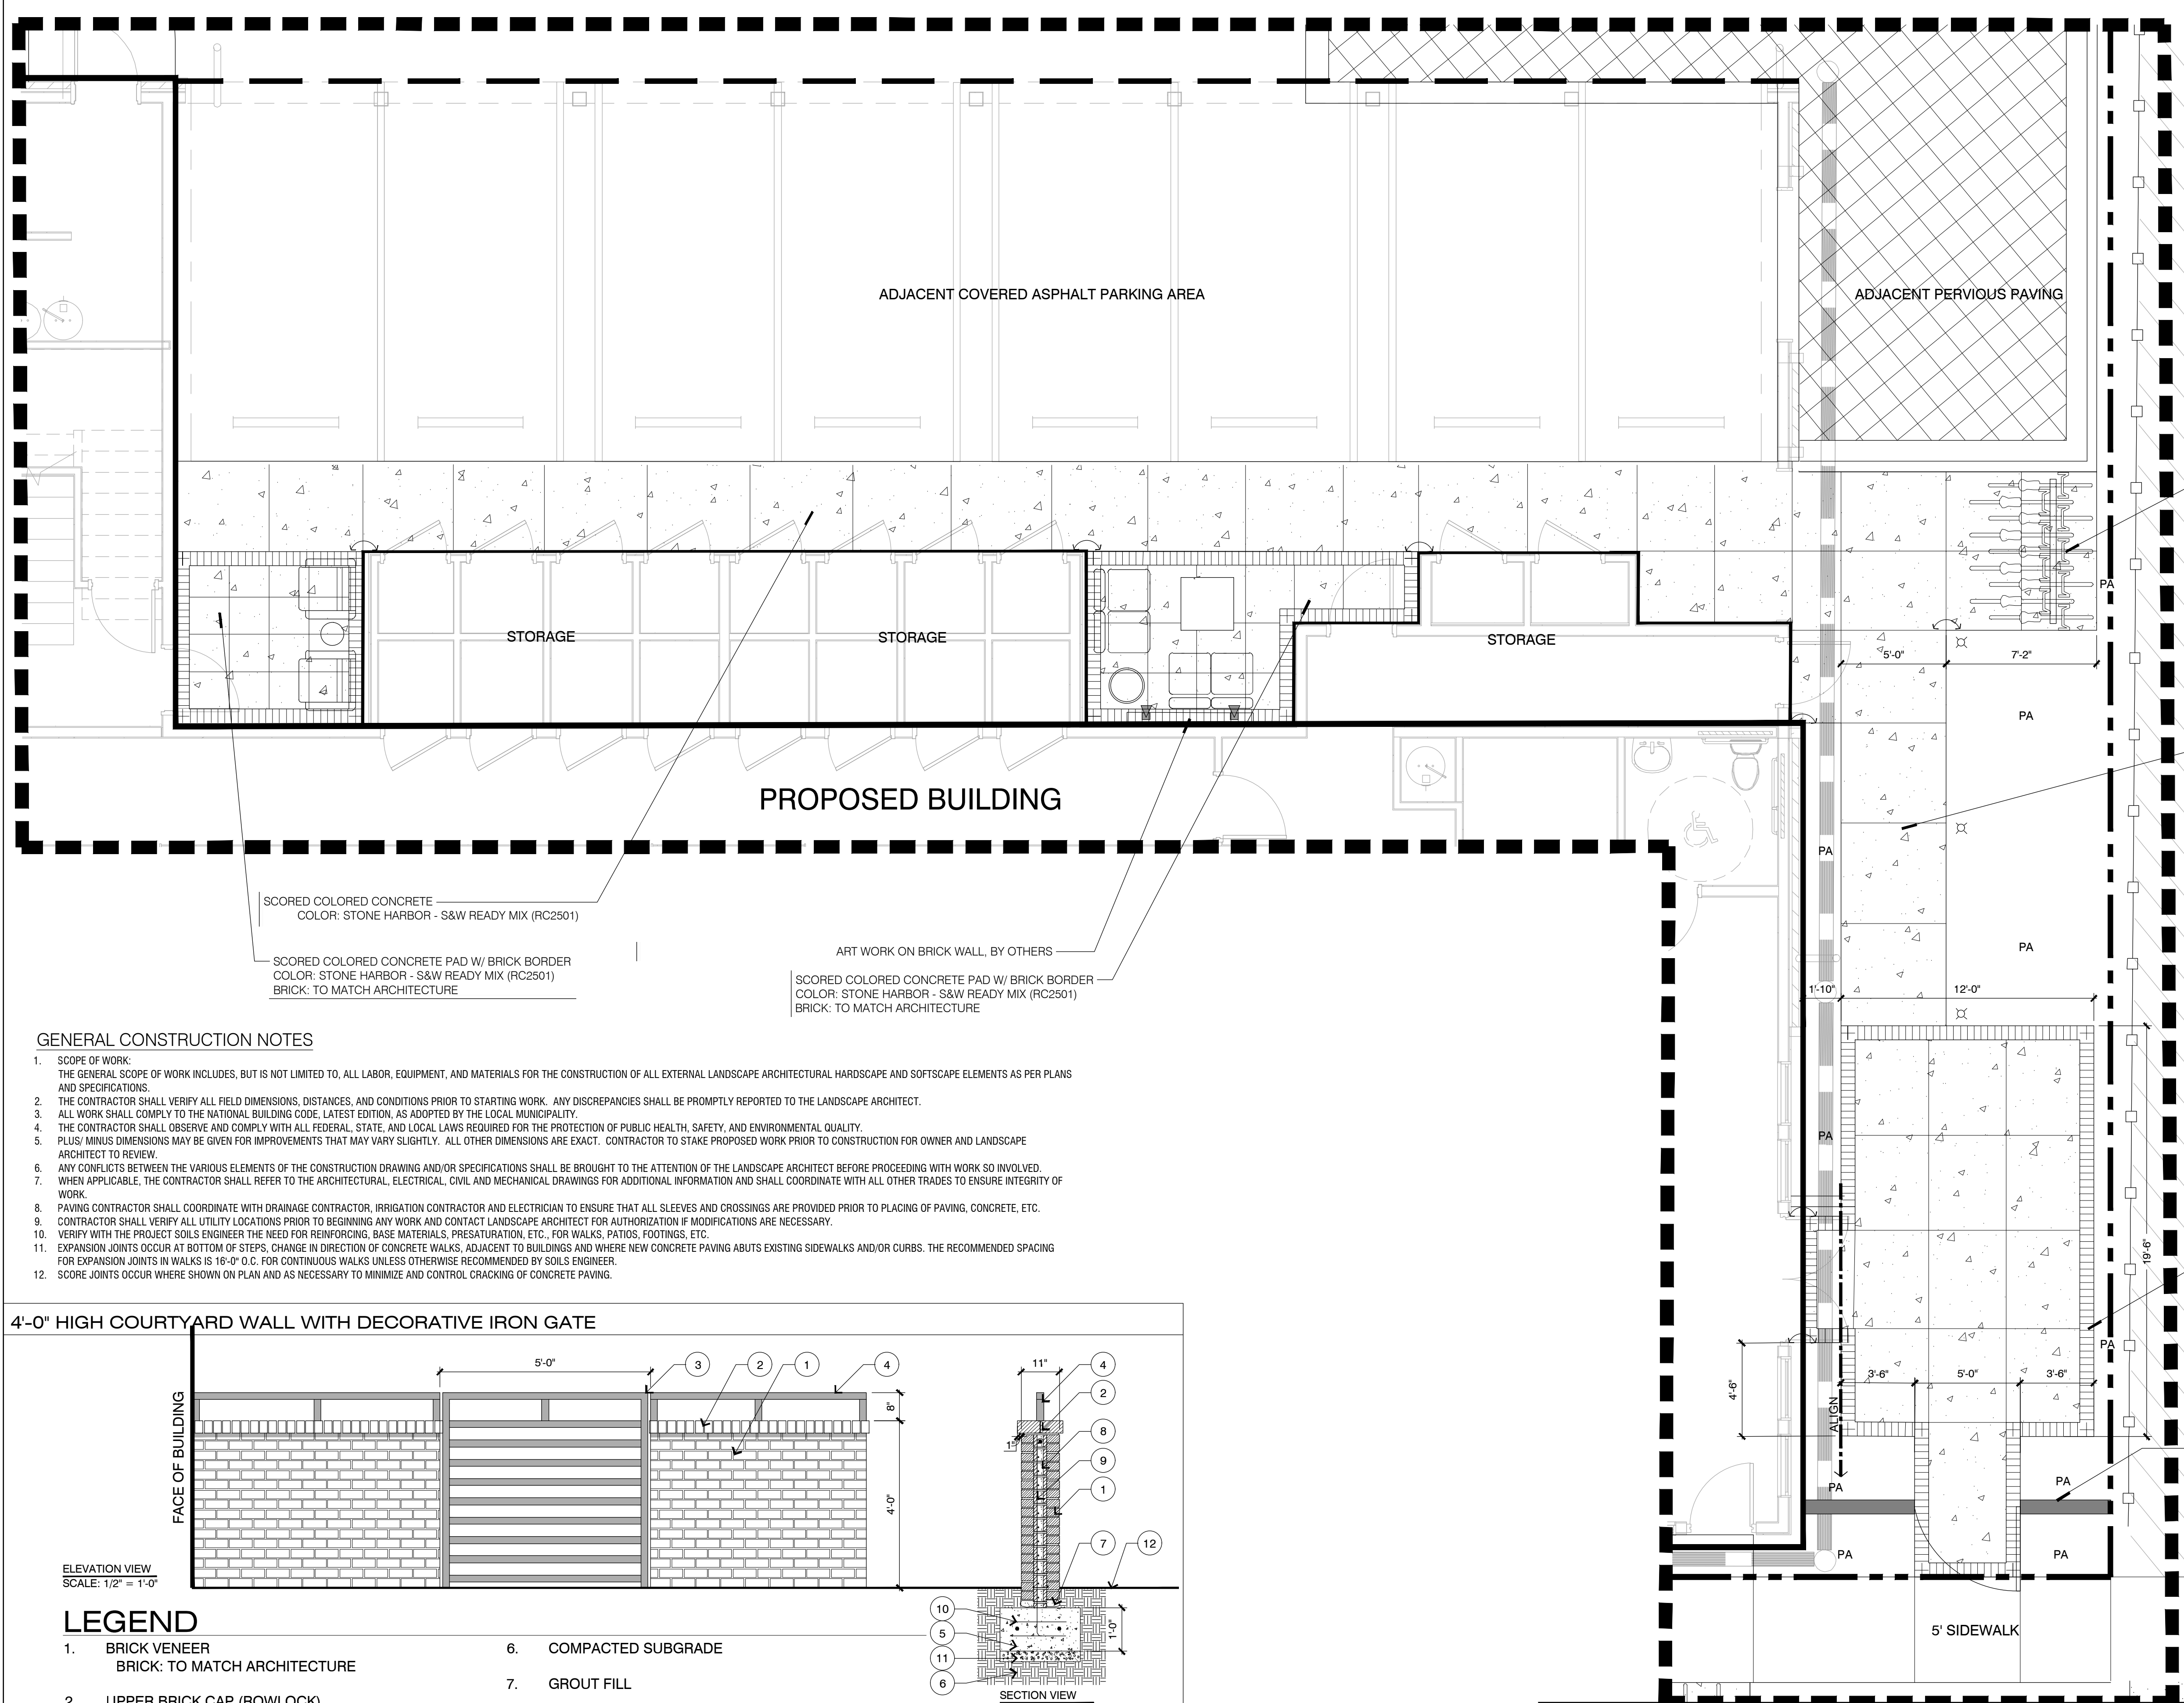 ADJACENT COVERED ASPHALT PARKING AREA
ADJACENT PERVIOUS PAVING
PA
STORAGE
STORAGE
STORAGE
5'-0"
7'-2"
PA
PROPOSED BUILDING
PA
SCORED COLORED CONCRETE
COLOR: STONE HARBOR - S&W READY MIX (RC2501)
SCORED COLORED CONCRETE PAD W/ BRICK BORDER
COLOR: STONE HARBOR - S&W READY MIX (RC2501)
BRICK: TO MATCH ARCHITECTURE
ART WORK ON BRICK WALL, BY OTHERS
SCORED COLORED CONCRETE PAD W/ BRICK BORDER
COLOR: STONE HARBOR - S&W READY MIX (RC2501)
BRICK: TO MATCH ARCHITECTURE
PA
1'-10"
12'-0"
GENERAL CONSTRUCTION NOTES
1. SCOPE OF WORK:
THE GENERAL SCOPE OF WORK INCLUDES, BUT IS NOT LIMITED TO, ALL LABOR, EQUIPMENT, AND MATERIALS FOR THE CONSTRUCTION OF ALL EXTERNAL LANDSCAPE ARCHITECTURAL HARDSCAPE AND SOFTSCAPE ELEMENTS AS PER PLANS
AND SPECIFICATIONS.
2. THE CONTRACTOR SHALL VERIFY ALL FIELD DIMENSIONS, DISTANCES, AND CONDITIONS PRIOR TO STARTING WORK. ANY DISCREPANCIES SHALL BE PROMPTLY REPORTED TO THE LANDSCAPE ARCHITECT.
3. ALL WORK SHALL COMPLY TO THE NATIONAL BUILDING CODE, LATEST EDITION, AS ADOPTED BY THE LOCAL MUNICIPALITY.
4. THE CONTRACTOR SHALL OBSERVE AND COMPLY WITH ALL FEDERAL, STATE, AND LOCAL LAWS REQUIRED FOR THE PROTECTION OF PUBLIC HEALTH, SAFETY, AND ENVIRONMENTAL QUALITY.
5. PLUS/ MINUS DIMENSIONS MAY BE GIVEN FOR IMPROVEMENTS THAT MAY VARY SLIGHTLY. ALL OTHER DIMENSIONS ARE EXACT. CONTRACTOR TO STAKE PROPOSED WORK PRIOR TO CONSTRUCTION FOR OWNER AND LANDSCAPE
ARCHITECT TO REVIEW.
6. ANY CONFLICTS BETWEEN THE VARIOUS ELEMENTS OF THE CONSTRUCTION DRAWING AND/OR SPECIFICATIONS SHALL BE BROUGHT TO THE ATTENTION OF THE LANDSCAPE ARCHITECT BEFORE PROCEEDING WITH WORK SO INVOLVED.
7. WHEN APPLICABLE, THE CONTRACTOR SHALL REFER TO THE ARCHITECTURAL, ELECTRICAL, CIVIL AND MECHANICAL DRAWINGS FOR ADDITIONAL INFORMATION AND SHALL COORDINATE WITH ALL OTHER TRADES TO ENSURE INTEGRITY OF
WORK.
8. PAVING CONTRACTOR SHALL COORDINATE WITH DRAINAGE CONTRACTOR, IRRIGATION CONTRACTOR AND ELECTRICIAN TO ENSURE THAT ALL SLEEVES AND CROSSINGS ARE PROVIDED PRIOR TO PLACING OF PAVING, CONCRETE, ETC.
9. CONTRACTOR SHALL VERIFY ALL UTILITY LOCATIONS PRIOR TO BEGINNING ANY WORK AND CONTACT LANDSCAPE ARCHITECT FOR AUTHORIZATION IF MODIFICATIONS ARE NECESSARY.
10. VERIFY WITH THE PROJECT SOILS ENGINEER THE NEED FOR REINFORCING, BASE MATERIALS, PRESATURATION, ETC., FOR WALKS, PATIOS, FOOTINGS, ETC.
11. EXPANSION JOINTS OCCUR AT BOTTOM OF STEPS, CHANGE IN DIRECTION OF CONCRETE WALKS, ADJACENT TO BUILDINGS AND WHERE NEW CONCRETE PAVING ABUTS EXISTING SIDEWALKS AND/OR CURBS. THE RECOMMENDED SPACING
FOR EXPANSION JOINTS IN WALKS IS 16'-0" O.C. FOR CONTINUOUS WALKS UNLESS OTHERWISE RECOMMENDED BY SOILS ENGINEER.
12. SCORE JOINTS OCCUR WHERE SHOWN ON PLAN AND AS NECESSARY TO MINIMIZE AND CONTROL CRACKING OF CONCRETE PAVING.
PA
19'-6"
PA
3'-6"
5'-0"
3'-6"
4'-6"
ALIGN
PA
PA
PA
PA
5' SIDEWALK
4'-0" HIGH COURTYARD WALL WITH DECORATIVE IRON GATE
5'-0"
3
2
1
4
8"
4'-0"
FACE OF BUILDING
ELEVATION VIEW
SCALE: 1/2" = 1'-0"
11"
4
2
1"
8
9
1
7
12
10
5
11
6
1'-0"
SECTION VIEW
LEGEND
1. BRICK VENEER
BRICK: TO MATCH ARCHITECTURE
2. UPPER BRICK CAP (ROWLOCK)
6. COMPACTED SUBGRADE
7. GROUT FILL